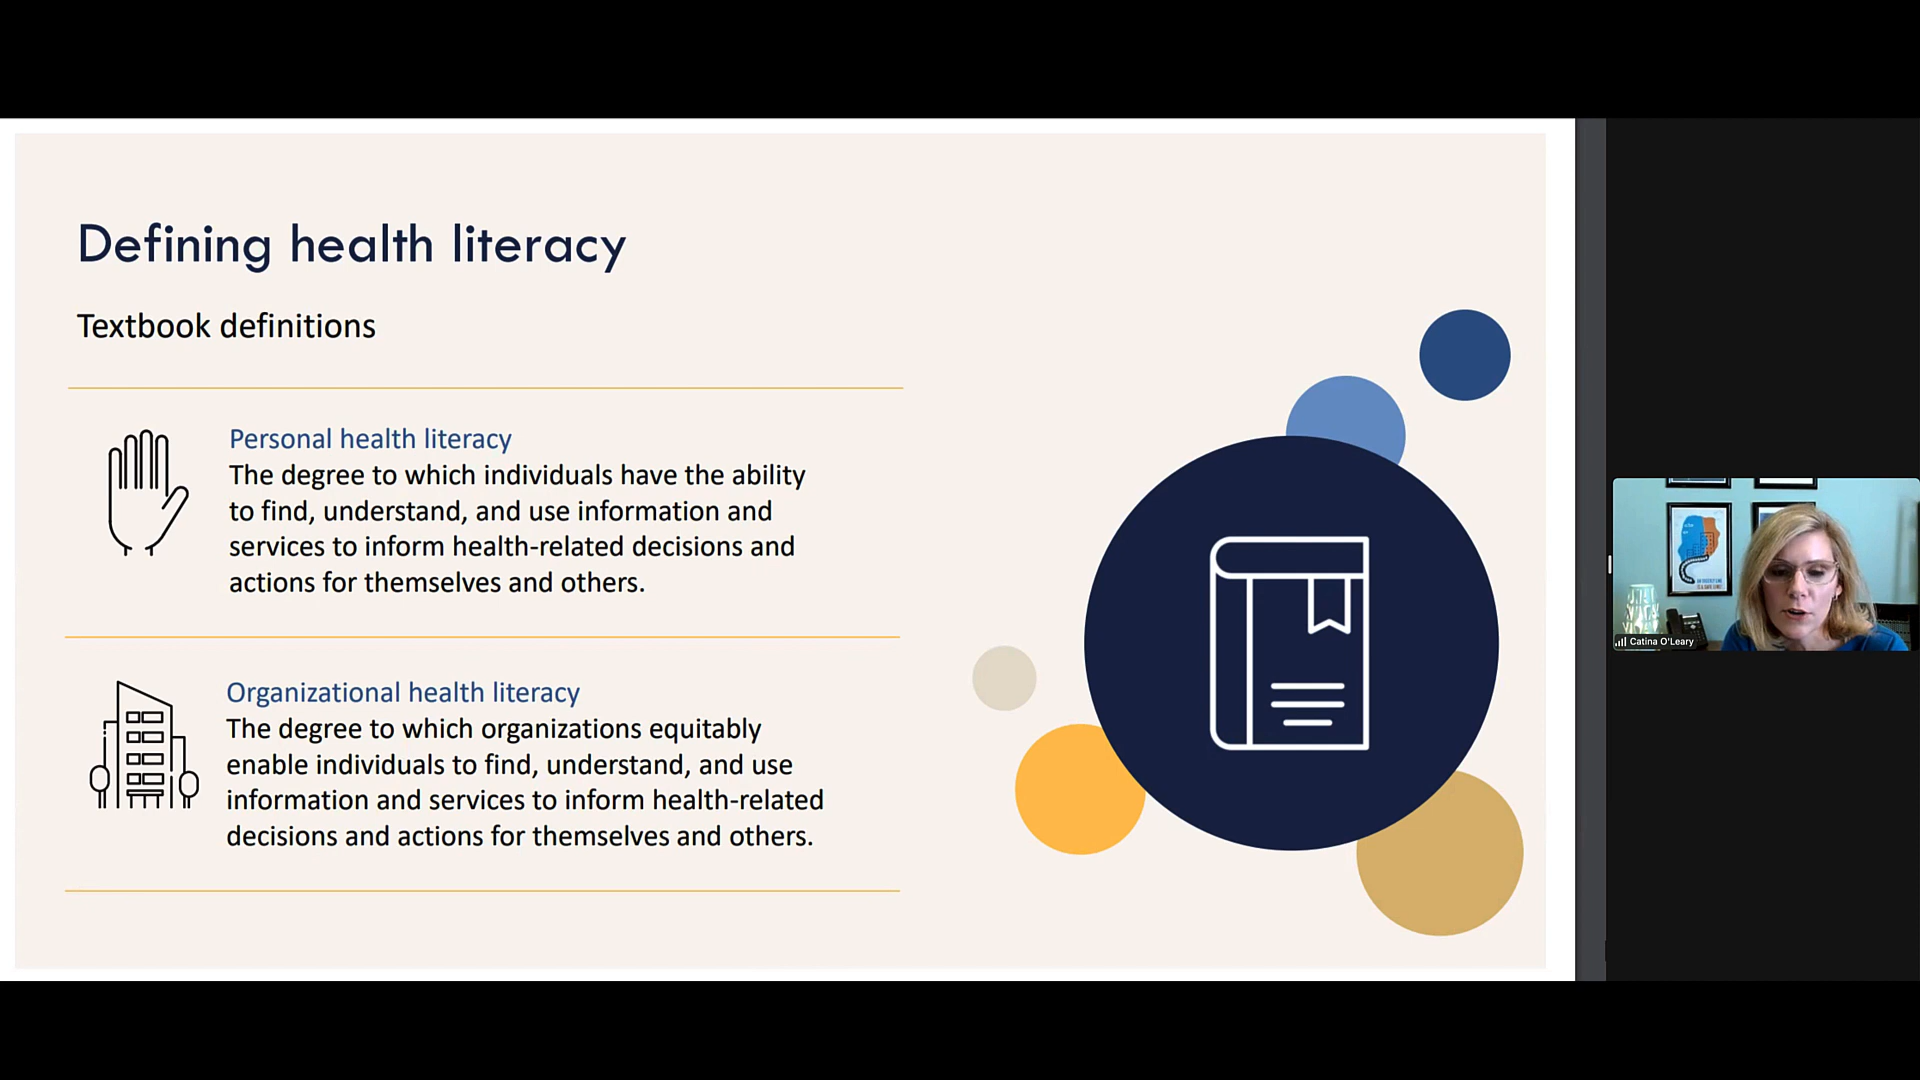 Defining health literacy
Textbook definitions
Personal health literacy
The degree to which individuals have the ability
to find, understand, and use information and
services to inform health-related decisions and
actions for themselves and others.
Organizational health literacy
The degree to which organizations equitably
enable individuals to find, understand, and use
information and services to inform health-related
decisions and actions for themselves and others.
Catina O'Leary